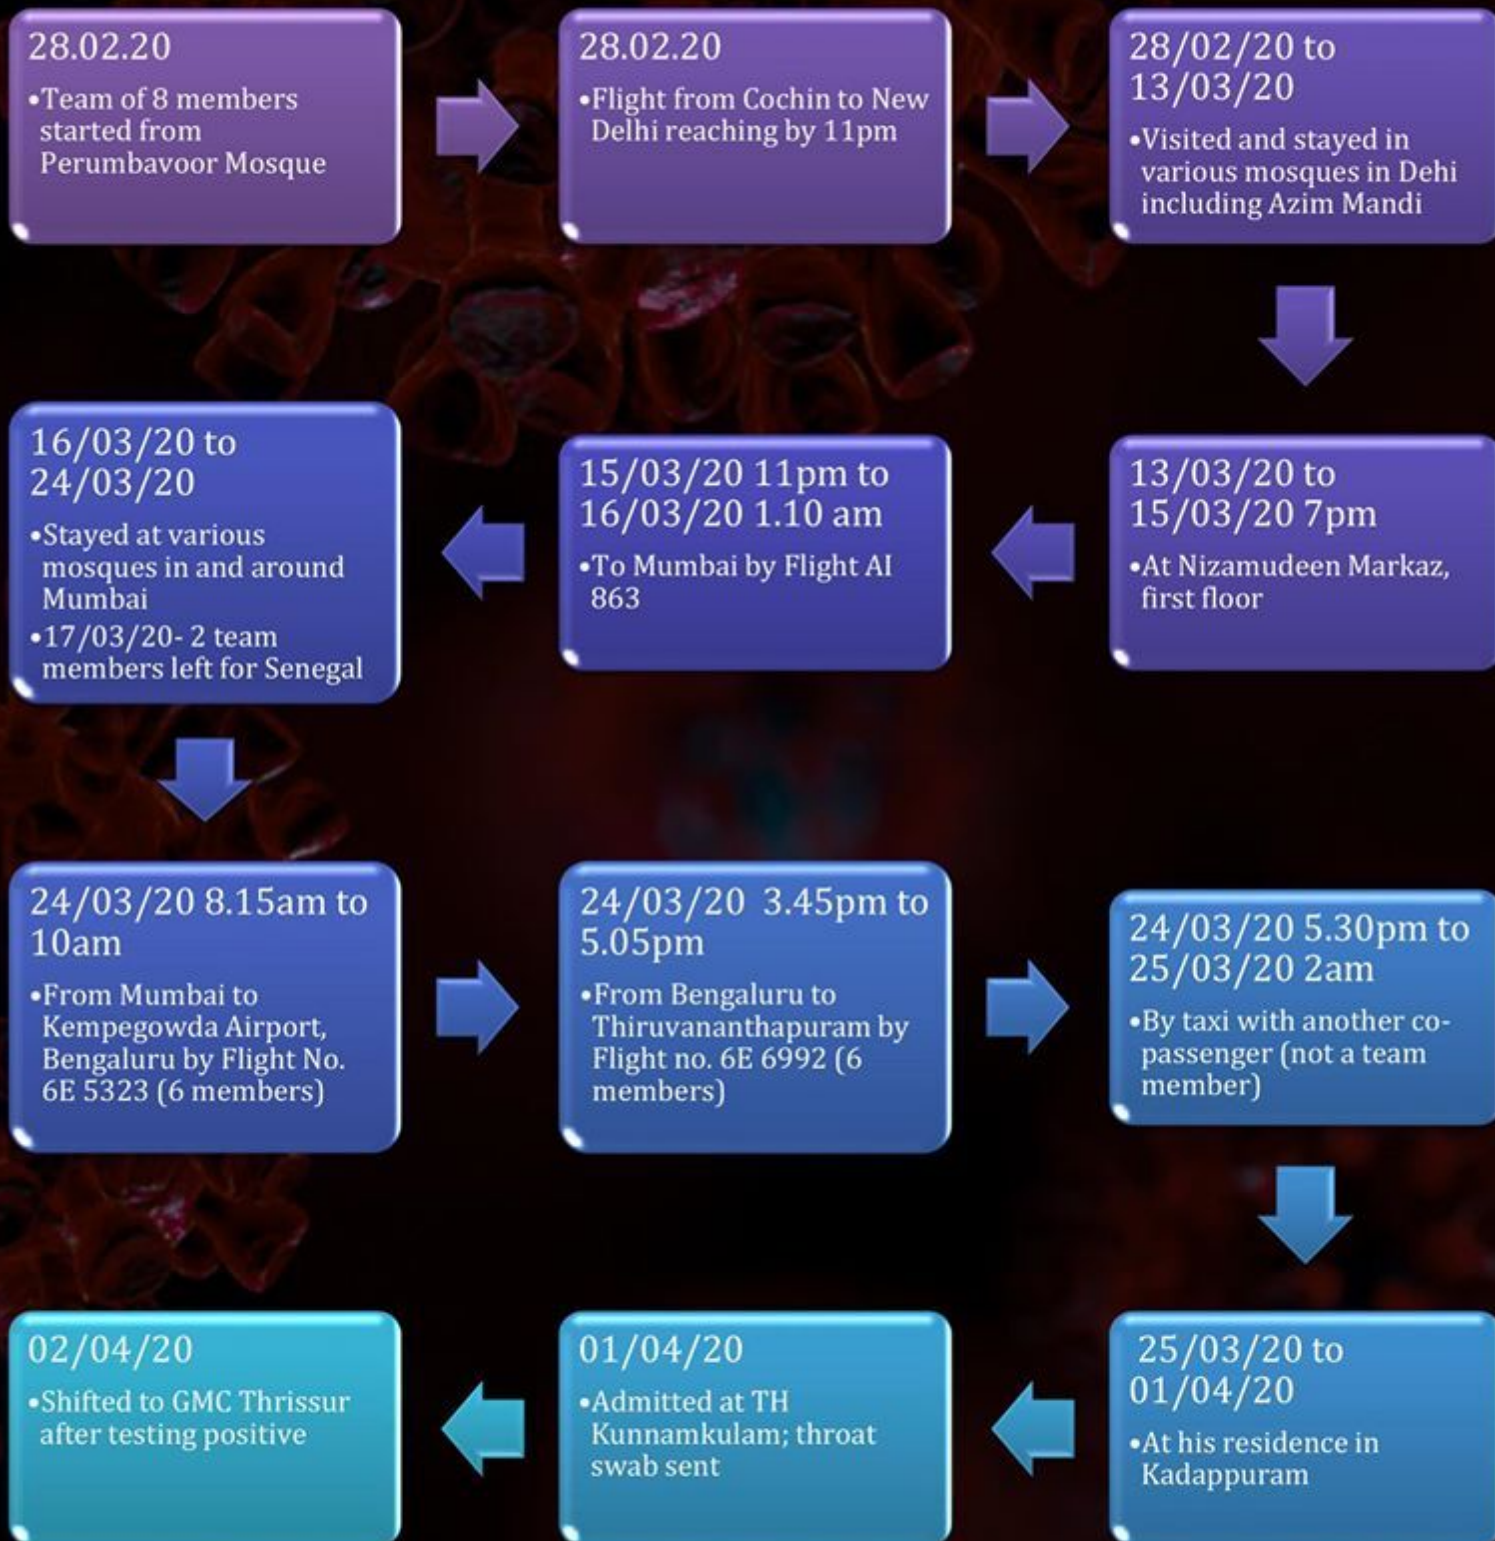 28.02.20
•Team of 8 members
started from
Perumbavoor Mosque
28.02.20
•Flight from Cochin to New
Delhi reaching by 11pm
28/02/20 to
13/03/20
•Visited and stayed in
various mosques in Dehi
including Azim Mandi
13/03/20 to
15/03/20 7pm
•At Nizamudeen Markaz,
first floor
15/03/20 11pm to
16/03/20 1.10 am
•To Mumbai by Flight AI
863
16/03/20 to
24/03/20
•Stayed at various
mosques in and around
Mumbai
•17/03/20- 2 team
members left for Senegal
24/03/20 8.15am to
10am
•From Mumbai to
Kempegowda Airport,
Bengaluru by Flight No.
6E 5323 (6 members)
24/03/20 3.45pm to
5.05pm
•From Bengaluru to
Thiruvananthapuram by
Flight no. 6E 6992 (6
members)
24/03/20 5.30pm to
25/03/20 2am
•By taxi with another co-
passenger (not a team
member)
25/03/20 to
01/04/20
•At his residence in
Kadappuram
01/04/20
•Admitted at TH
Kunnamkulam; throat
swab sent
02/04/20
•Shifted to GMC Thrissur
after testing positive